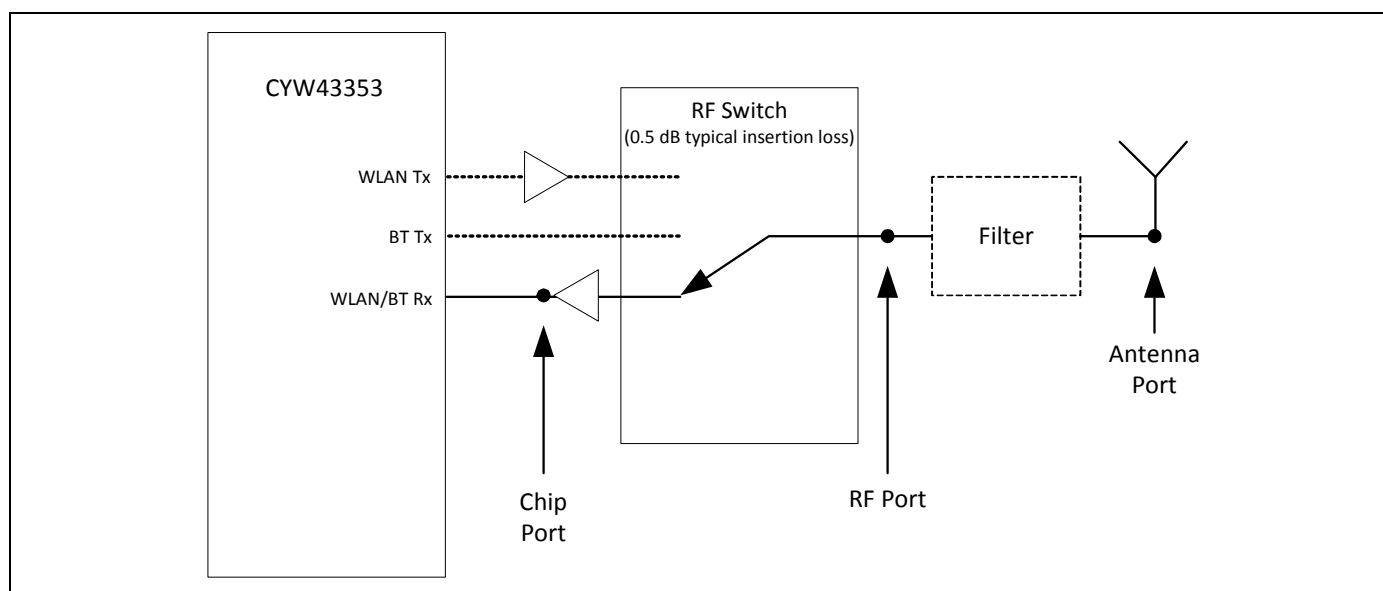 CYW43353
RF Switch
(0.5 dB typical insertion loss)
WLAN Tx
BT Tx
Filter
WLAN/BT Rx
Antenna
Port
Chip
Port
RF Port